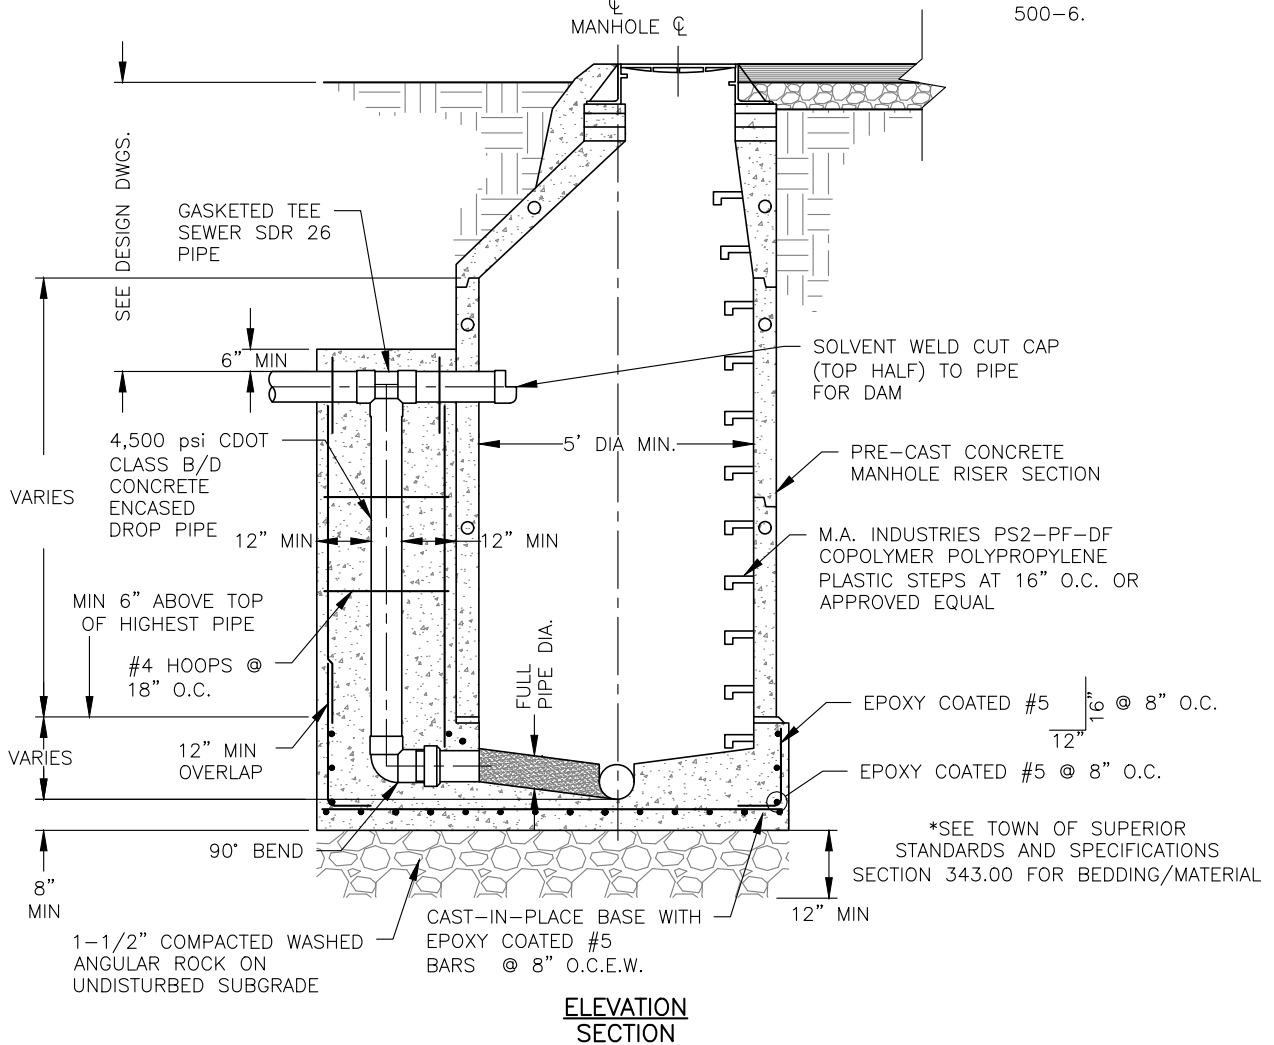 ℄
MANHOLE ℄
500-6.
SEE DESIGN DWGS.
GASKETED TEE
SEWER SDR 26
PIPE
6" MIN
SOLVENT WELD CUT CAP
(TOP HALF) TO PIPE
FOR DAM
4,500 psi CDOT
CLASS B/D
CONCRETE
ENCASED
DROP PIPE
5' DIA MIN.
PRE-CAST CONCRETE
MANHOLE RISER SECTION
VARIES
12" MIN
12" MIN
M.A. INDUSTRIES PS2-PF-DF
COPOLYMER POLYPROPYLENE
PLASTIC STEPS AT 16" O.C. OR
APPROVED EQUAL
MIN 6" ABOVE TOP
OF HIGHEST PIPE
#4 HOOPS @
18" O.C.
FULL
PIPE DIA.
EPOXY COATED #5
16"
12"
@ 8" O.C.
VARIES
12" MIN
OVERLAP
EPOXY COATED #5 @ 8" O.C.
*SEE TOWN OF SUPERIOR
STANDARDS AND SPECIFICATIONS
SECTION 343.00 FOR BEDDING/MATERIAL
90° BEND
8"
MIN
12" MIN
1-1/2" COMPACTED WASHED
ANGULAR ROCK ON
UNDISTURBED SUBGRADE
CAST-IN-PLACE BASE WITH
EPOXY COATED #5
BARS @ 8" O.C.E.W.
ELEVATION
SECTION